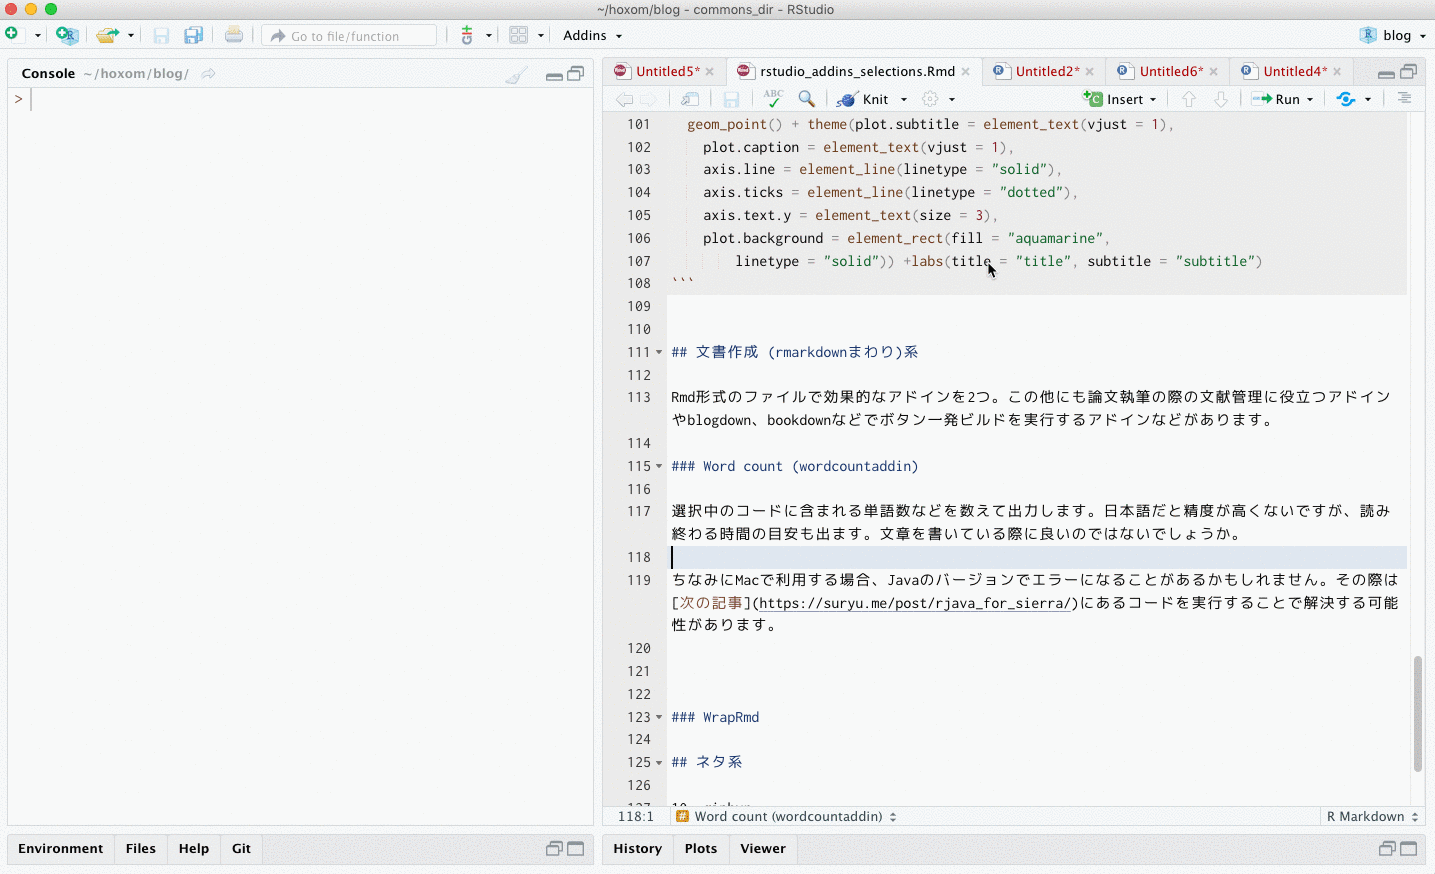 ~/hoxom/blog - commons_dir - RStudio
Go to file/function
Addins
blog
Console ~/hoxom/blog/
>
Untitled5*
rstudio_addins_selections.Rmd
Untitled2*
Untitled6*
Untitled4*
ABC
Knit
Insert
Run
101 geom_point() + theme(plot.subtitle = element_text(vjust = 1),
102 plot.caption = element_text(vjust = 1),
103 axis.line = element_line(linetype = "solid"),
104 axis.ticks = element_line(linetype = "dotted"),
105 axis.text.y = element_text(size = 3),
106 plot.background = element_rect(fill = "aquamarine",
107 linetype = "solid")) +labs(title = "title", subtitle = "subtitle")
108 ```
109
110
111 ## 文書作成 (rmarkdownまわり)系
112
113 Rmd形式のファイルで効果的なアドインを2つ。この他にも論文執筆の際の文献管理に役立つアドイン
やblogdown、bookdownなどでボタン一発ビルドを実行するアドインなどがあります。
114
115 ### Word count (wordcountaddin)
116
117 選択中のコードに含まれる単語数などを数えて出力します。日本語だと精度が高くないですが、読み
終わる時間の目安も出ます。文章を書いている際に良いのではないでしょうか。
118
119 ちなみにMacで利用する場合、Javaのバージョンでエラーになることがあるかもしれません。その際は
[次の記事](https://suryu.me/post/rjava_for_sierra/)にあるコードを実行することで解決する可能
性があります。
120
121
122
123 ### WrapRmd
124
125 ## ネタ系
126
118:1 Word count (wordcountaddin)
R Markdown
Environment
Files
Help
Git
History
Plots
Viewer